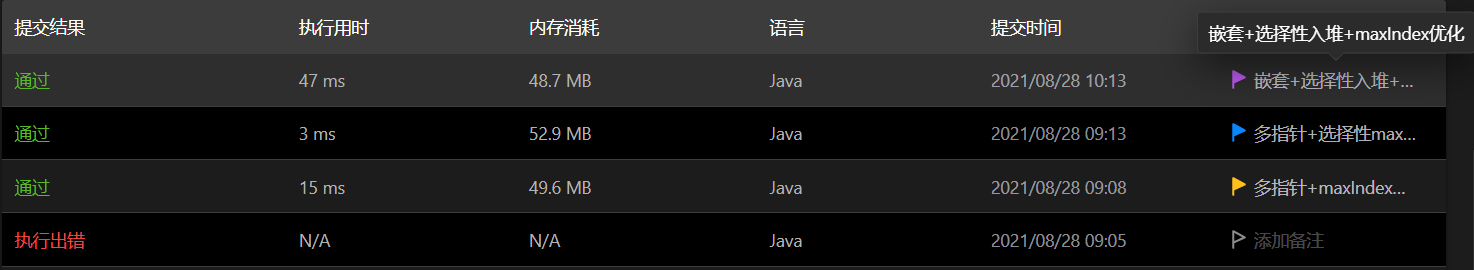 提交结果 执行用时 内存消耗 语言 提交时间 嵌套+选择性入堆+maxIndex优化
通过 47 ms 48.7 MB Java 2021/08/28 10:13 嵌套+选择性入堆+...
通过 3 ms 52.9 MB Java 2021/08/28 09:13 多指针+选择性max...
通过 15 ms 49.6 MB Java 2021/08/28 09:08 多指针+maxIndex...
执行出错 N/A N/A Java 2021/08/28 09:05 添加备注